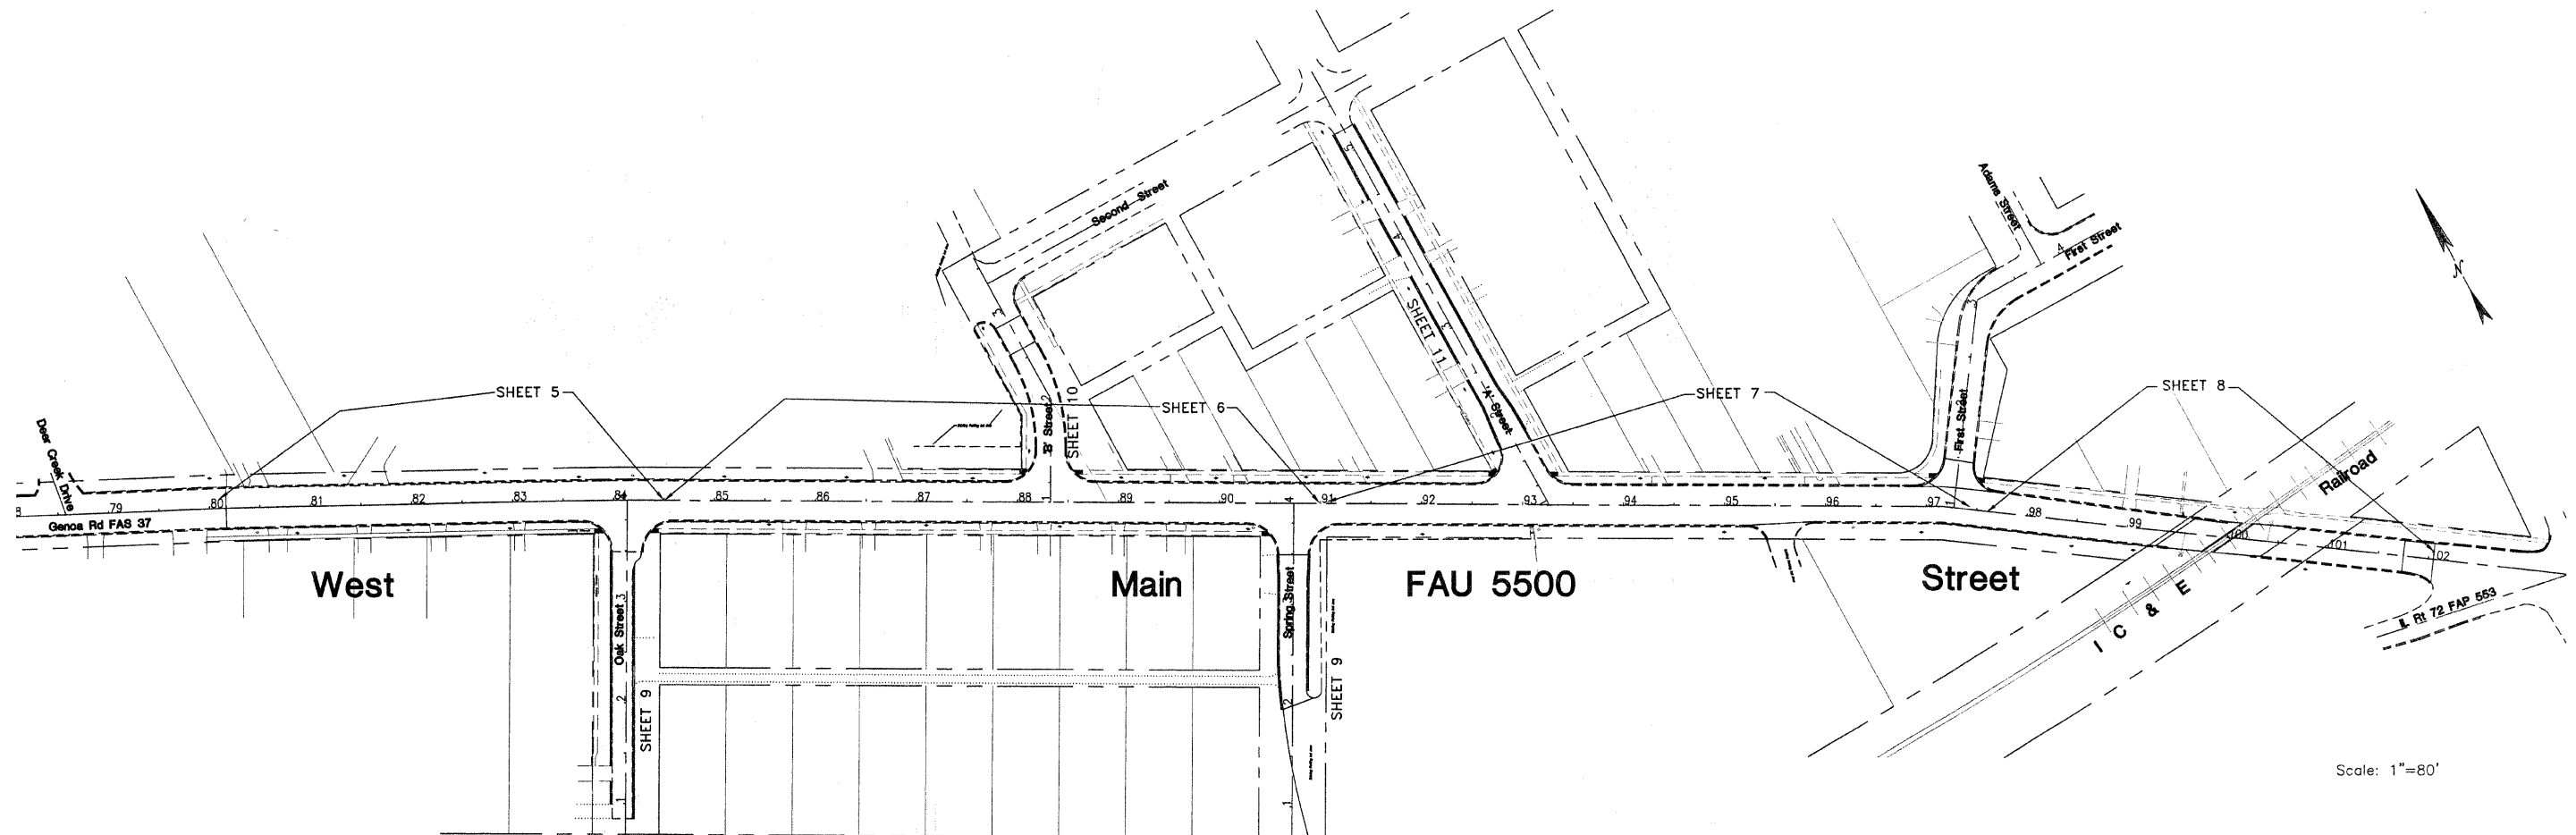 Adams Street
First Street
Second Street
N
SHEET 11
SHEET 5
SHEET 6
SHEET 7
SHEET 8
'B' Street
SHEET 10
'A' Street
First Street
Deer Creek Drive
Railroad
79 80 81 82 83 84 85 86 87 88 89 90 91 92 93 94 95 96 97 98 99 100 101 102
Genoa Rd FAS 37
West Main FAU 5500 Street
I C & E
IL Rt 72 FAP 553
Oak Street
Spring Street
SHEET 9
SHEET 9
Scale: 1"=80'